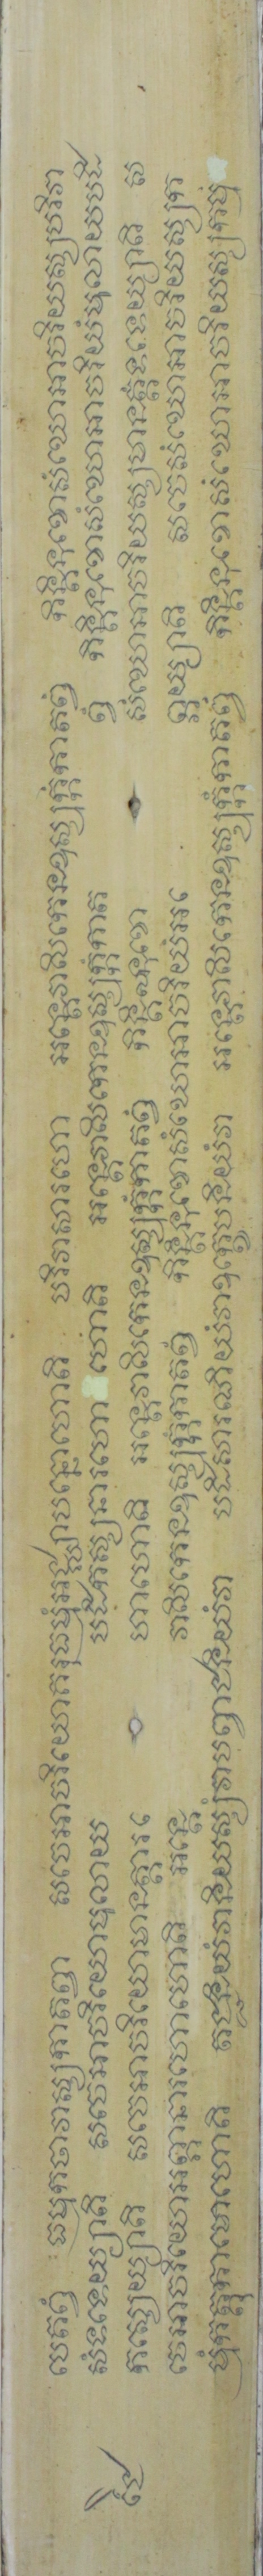 បេតព្វំ ធម្មកថាវាស្សកាតព្វា សចេអាចរិយោគរុធម្មំអជ្ឈាបន្នោហោតិ បរិវាសារហោ អន្តេវាសិកេនឧស្សុក្កំកាតព្វំ កិន្តិនុខោសំឃោអាចរិយស្សបរិវា
សំទទេយ្យាតិ សចេអាចរិយោមូលាយ បដិកស្សនារហោ ហោតិ អន្តេវាសិកេនឧស្សុក្កំកាត ព្វំ កិន្តិនុខោសំឃោអាចរិយំមូលាយបដិ
កស្សេយ្យាតិ សចេអាចរិយោមានត្តារ ហោហោតិ អន្តេវាសិកេនឧស្សុក្កំកាតព្វំ កិន្តិនុខោ សំឃោអាចរិយស្សមានត្តំទទេយ្យាតិ ស
ចេអាចរិយោអព្ភានារហោហោតិ អន្តេ វាសិកេនឧស្សុក្កំកាតព្វំ កិន្តិនុខោសំឃោអាចរិយំអ ព្ភេយ្យាតិ សចេសំឃោអាចរិយស្សក
ម្មំកត្តុកាមោហោតិ តជ្ជនិយំវានិយស្សំវាបព្វាជនិយំវា បដិសារណិយំវាឧក្ខេបនិយំវា អន្តេវាសិកេនឧស្សុក្កំកាតព្វំ កិន្តិនុខោសំឃោអាចរិយស្សកម្មំ